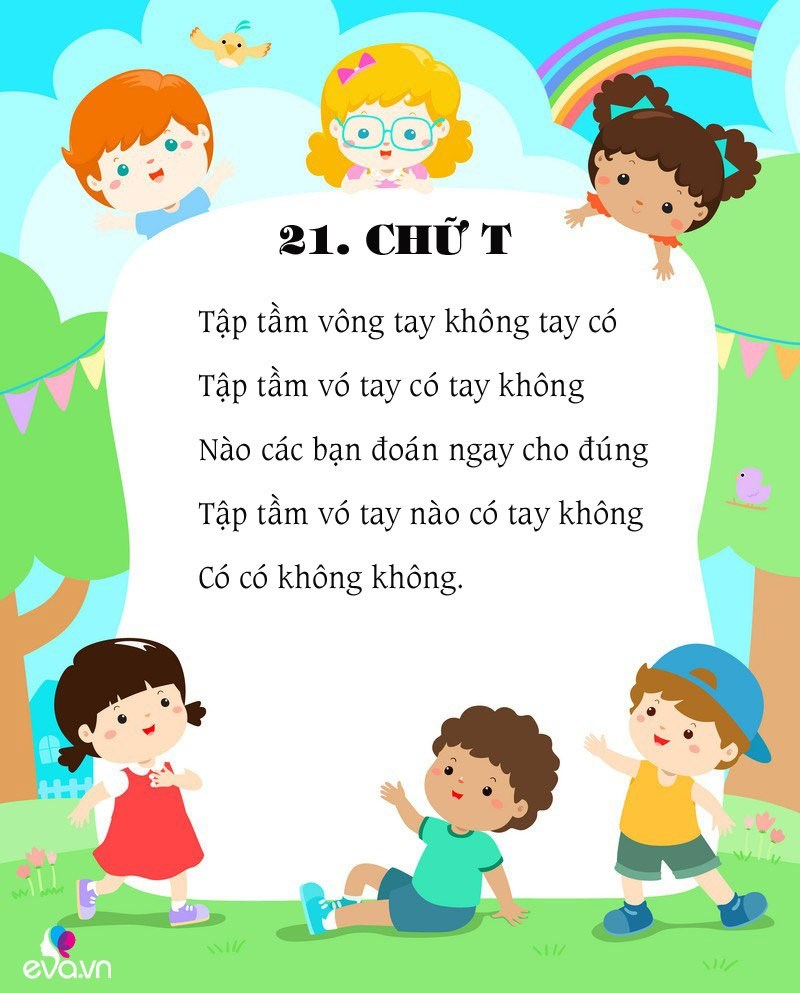 21. CHỮ T
Tập tầm vông tay không tay có
Tập tầm vó tay có tay không
Nào các bạn đoán ngay cho đúng
Tập tầm vó tay nào có tay không
Có có không không.
eva.vn